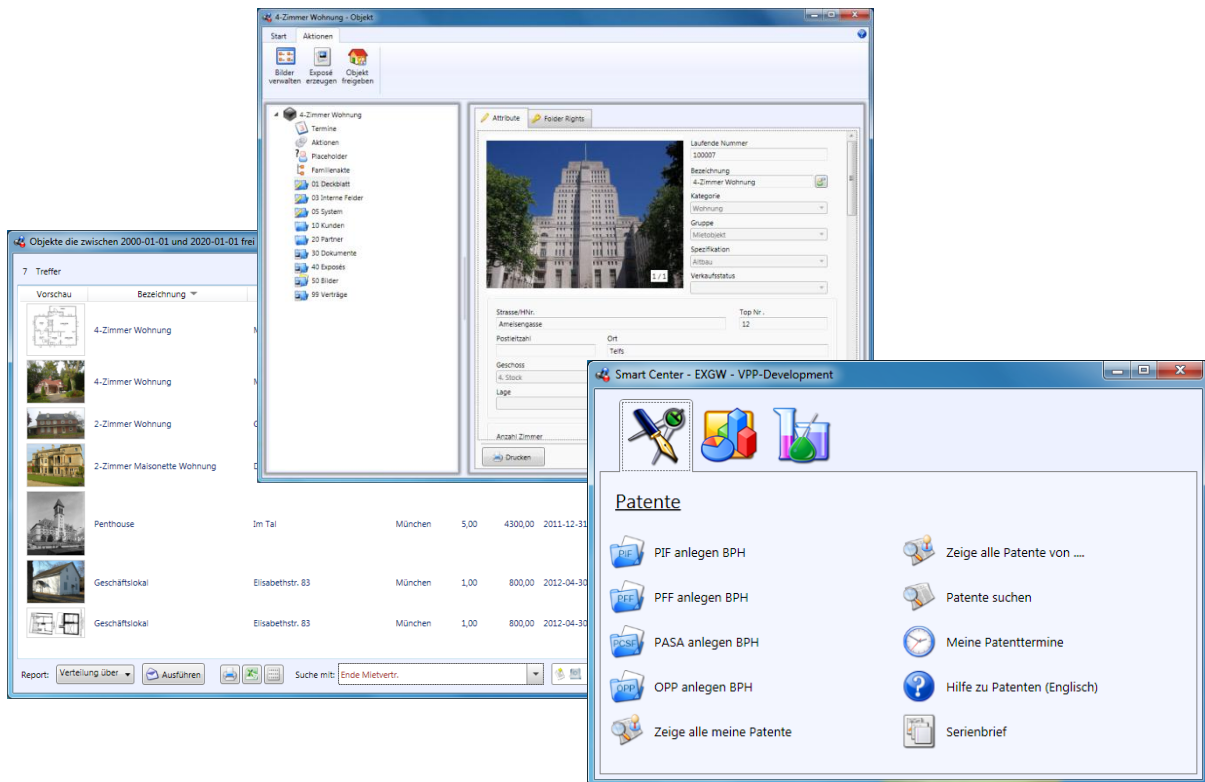 4-Zimmer Wohnung - Objekt
Start Aktionen
Bilder verwalten
Exposé erzeugen
Objekt freigeben
4-Zimmer Wohnung
Termine
Aktionen
Placeholder
Familienakte
01 Deckblatt
03 Interne Felder
05 System
10 Kunden
20 Partner
30 Dokumente
40 Exposés
50 Bilder
99 Verträge
Attribute Folder Rights
1 / 1
Laufende Nummer
100007
Bezeichnung
4-Zimmer Wohnung
Kategorie
Wohnung
Gruppe
Mietobjekt
Spezifikation
Altbau
Verkaufsstatus
Strasse/HNr. Top Nr .
Ameisengasse 12
Postleitzahl Ort
Telfs
Geschoss
4. Stock
Lage
Anzahl Zimmer
Drucken
Objekte die zwischen 2000-01-01 und 2020-01-01 frei
7 Treffer
Vorschau Bezeichnung
4-Zimmer Wohnung
4-Zimmer Wohnung
2-Zimmer Wohnung
2-Zimmer Maisonette Wohnung
Penthouse Im Tal München 5,00 4300,00 2011-12-31
Geschäftslokal Elisabethstr. 83 München 1,00 800,00 2012-04-30
Geschäftslokal Elisabethstr. 83 München 1,00 800,00 2012-04-30
Report: Verteilung über Ausführen Suche mit: Ende Mietvertr.
Smart Center - EXGW - VPP-Development
Patente
PIF PIF anlegen BPH
PFF PFF anlegen BPH
PCSF PASA anlegen BPH
OPP OPP anlegen BPH
Zeige alle meine Patente
Zeige alle Patente von ....
Patente suchen
Meine Patenttermine
Hilfe zu Patenten (Englisch)
Serienbrief